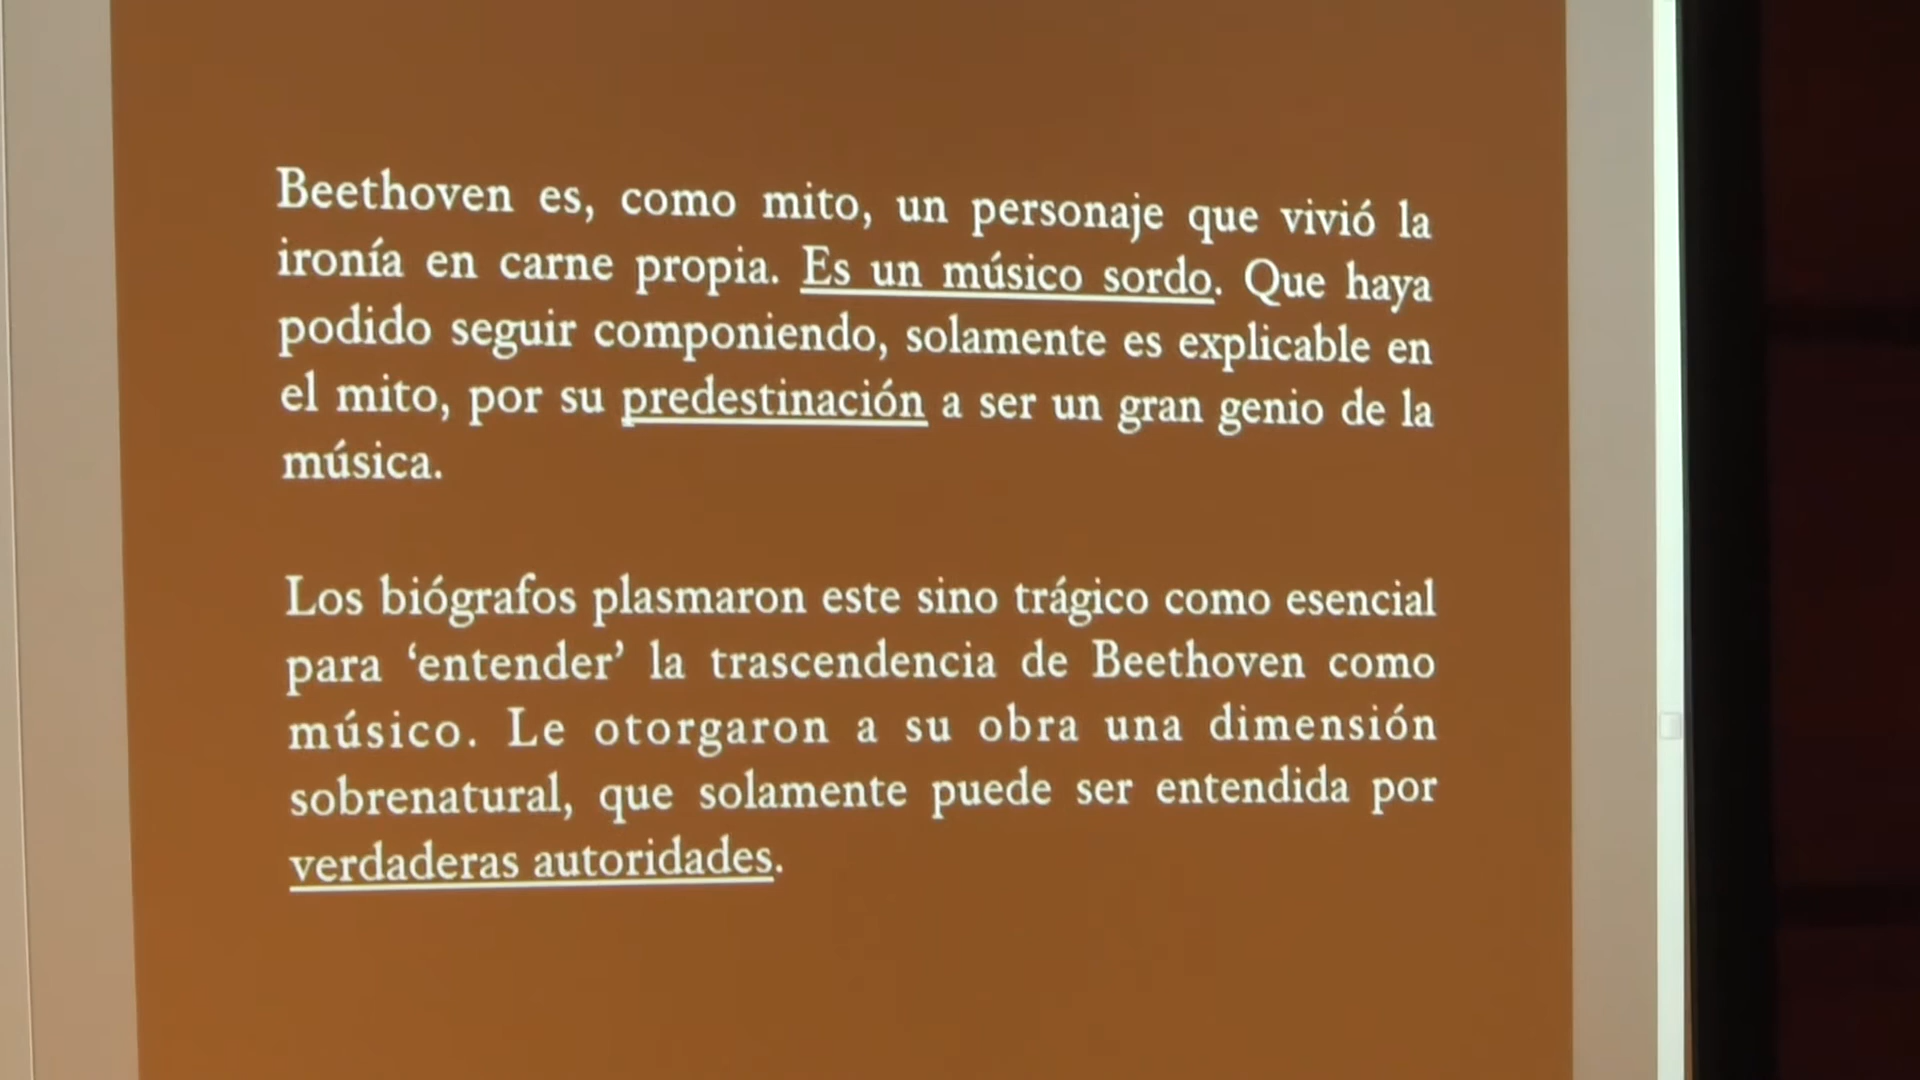 Beethoven es, como mito, un personaje que vivió la
ironía en carne propia. Es un músico sordo. Que haya
podido seguir componiendo, solamente es explicable en
el mito, por su predestinación a ser un gran genio de la
música.
Los biógrafos plasmaron este sino trágico como esencial
para ‘entender’ la trascendencia de Beethoven como
músico. Le otorgaron a su obra una dimensión
sobrenatural, que solamente puede ser entendida por
verdaderas autoridades.